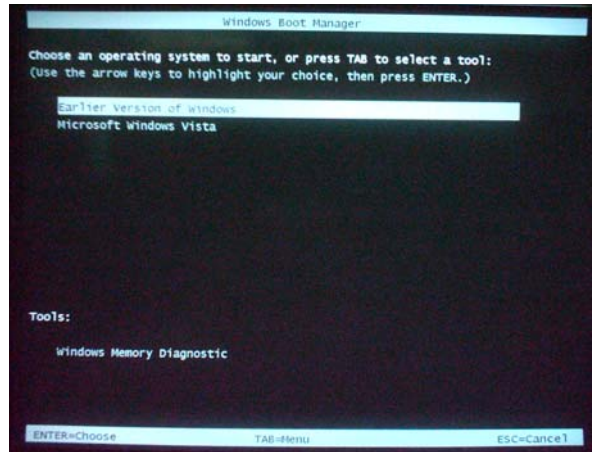 Windows Boot Manager
Choose an operating system to start, or press TAB to select a tool:
(Use the arrow keys to highlight your choice, then press ENTER.)
Earlier Version of Windows
Microsoft Windows Vista
Tools:
Windows Memory Diagnostic
ENTER=Choose TAB=Menu ESC=Cancel